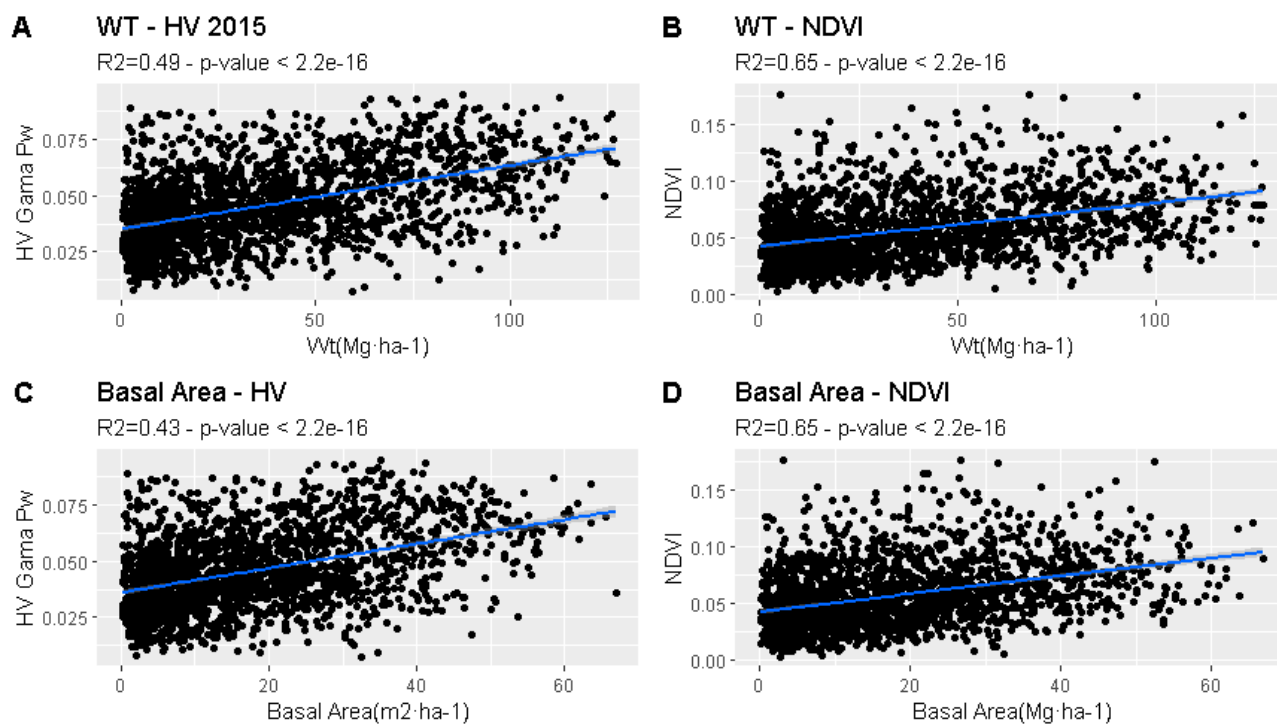 A
WT - HV 2015
R2=0.49 - p-value < 2.2e-16
HV Gama Pw
0.075
0.050
0.025
0
50
100
Wt(Mg·ha-1)
B
WT - NDVI
R2=0.65 - p-value < 2.2e-16
NDVI
0.15
0.10
0.05
0.00
0
50
100
Wt(Mg·ha-1)
C
Basal Area - HV
R2=0.43 - p-value < 2.2e-16
HV Gama Pw
0.075
0.050
0.025
0
20
40
60
Basal Area(m2·ha-1)
D
Basal Area - NDVI
R2=0.65 - p-value < 2.2e-16
NDVI
0.15
0.10
0.05
0.00
0
20
40
60
Basal Area(Mg·ha-1)